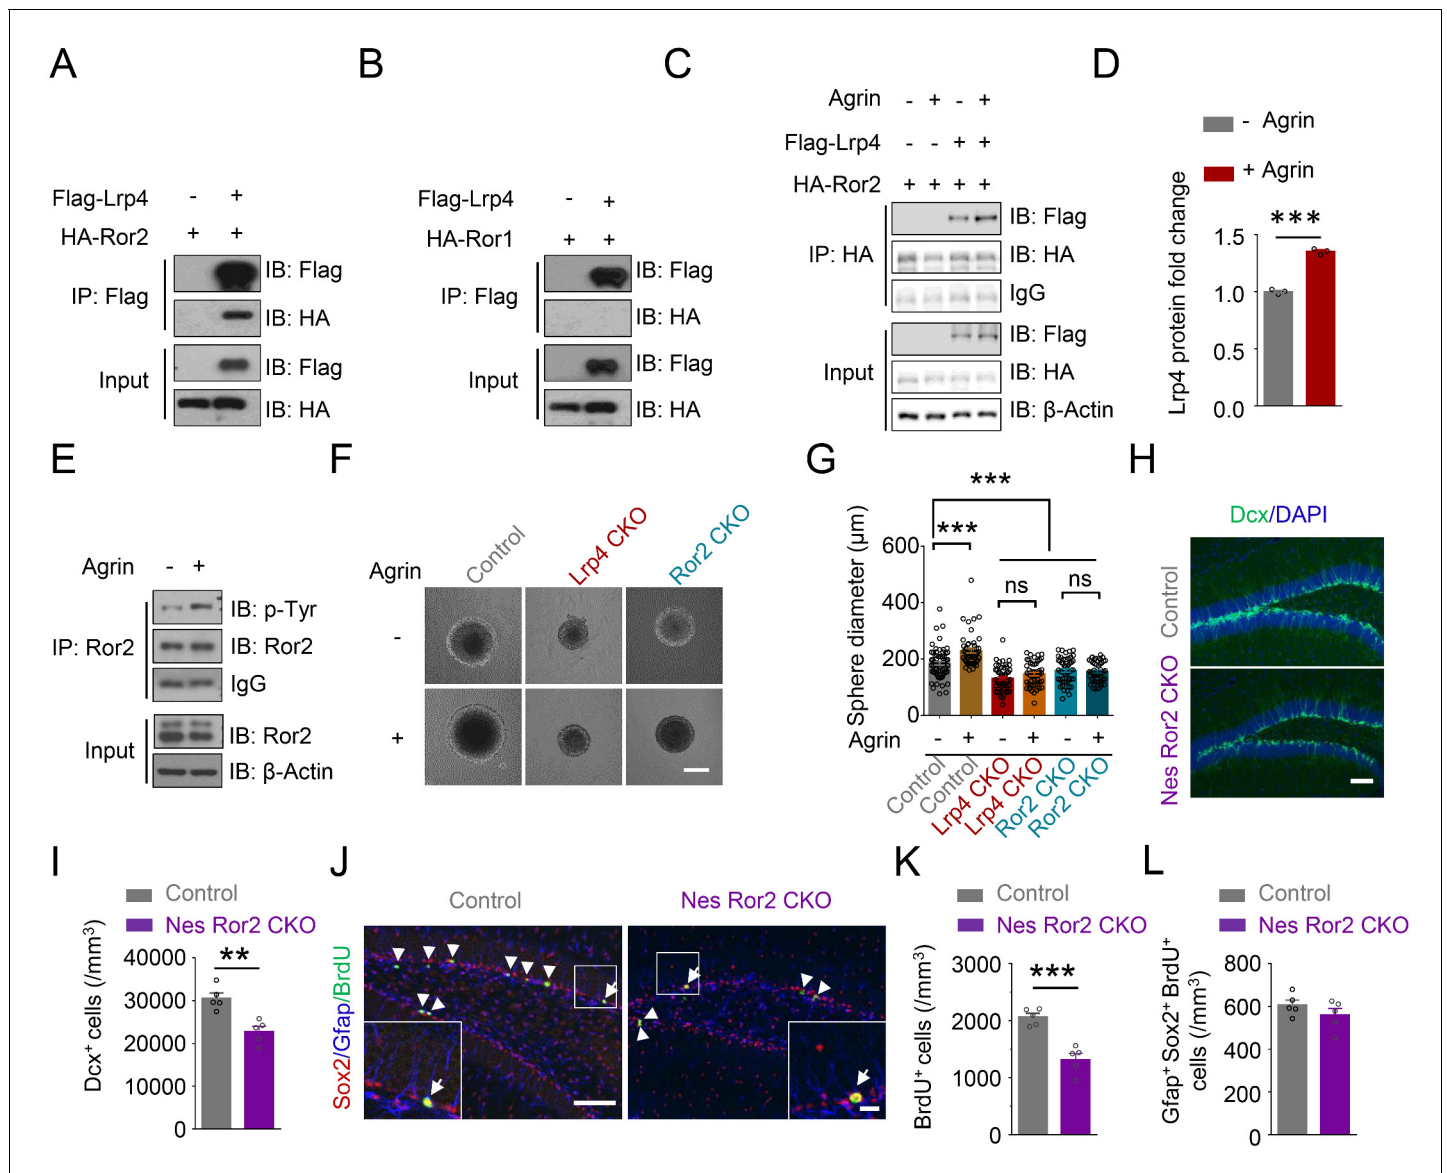 A
Flag-Lrp4 - +
HA-Ror2 + +
IP: Flag
IB: Flag
IB: HA
Input
IB: Flag
IB: HA
B
Flag-Lrp4 - +
HA-Ror1 + +
IP: Flag
IB: Flag
IB: HA
Input
IB: Flag
IB: HA
C
Agrin - + - +
Flag-Lrp4 - - + +
HA-Ror2 + + + +
IP: HA
IB: Flag
IB: HA
IgG
Input
IB: Flag
IB: HA
IB: β-Actin
D
- Agrin
+ Agrin
Lrp4 protein fold change
***
1.5
1.0
0.5
0.0
E
Agrin - +
IP: Ror2
IB: p-Tyr
IB: Ror2
IgG
Input
IB: Ror2
IB: β-Actin
F
Agrin
Control
Lrp4 CKO
Ror2 CKO
-
+
G
***
***
ns
ns
Sphere diameter (μm)
600
400
200
0
Agrin - + - + - +
Control
Control
Lrp4 CKO
Lrp4 CKO
Ror2 CKO
Ror2 CKO
H
Dcx/DAPI
Control
Nes Ror2 CKO
I
Control
Nes Ror2 CKO
**
Dcx⁺ cells (/mm³)
40000
30000
20000
10000
0
J
Control
Nes Ror2 CKO
Sox2/Gfap/BrdU
K
Control
Nes Ror2 CKO
***
BrdU⁺ cells (/mm³)
3000
2000
1000
0
L
Control
Nes Ror2 CKO
Gfap⁺ Sox2⁺ BrdU⁺
cells (/mm³)
800
600
400
200
0